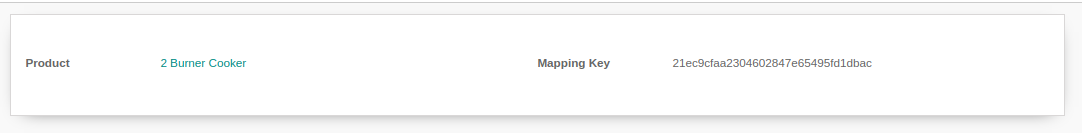 Product 2 Burner Cooker Mapping Key 21ec9cfaa2304602847e65495fd1dbac